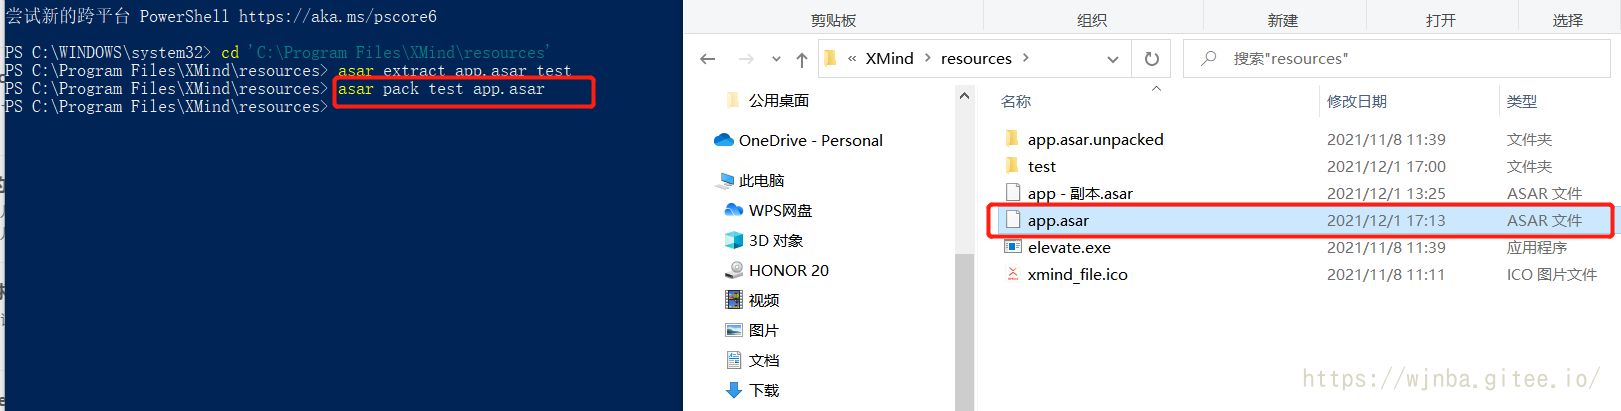 尝试新的跨平台 PowerShell https://aka.ms/pscore6
PS C:\WINDOWS\system32> cd 'C:\Program Files\XMind\resources'
PS C:\Program Files\XMind\resources> asar extract app.asar test
PS C:\Program Files\XMind\resources> asar pack test app.asar
PS C:\Program Files\XMind\resources>
剪贴板 组织 新建 打开 选择
« XMind › resources › 搜索"resources"
公用桌面
OneDrive - Personal
此电脑
WPS网盘
3D 对象
HONOR 20
视频
图片
文档
下载
名称 修改日期 类型
app.asar.unpacked 2021/11/8 11:39 文件夹
test 2021/12/1 17:00 文件夹
app - 副本.asar 2021/12/1 13:25 ASAR 文件
app.asar 2021/12/1 17:13 ASAR 文件
elevate.exe 2021/11/8 11:39 应用程序
xmind_file.ico 2021/11/8 11:11 ICO 图片文件
https://wjnba.gitee.io/